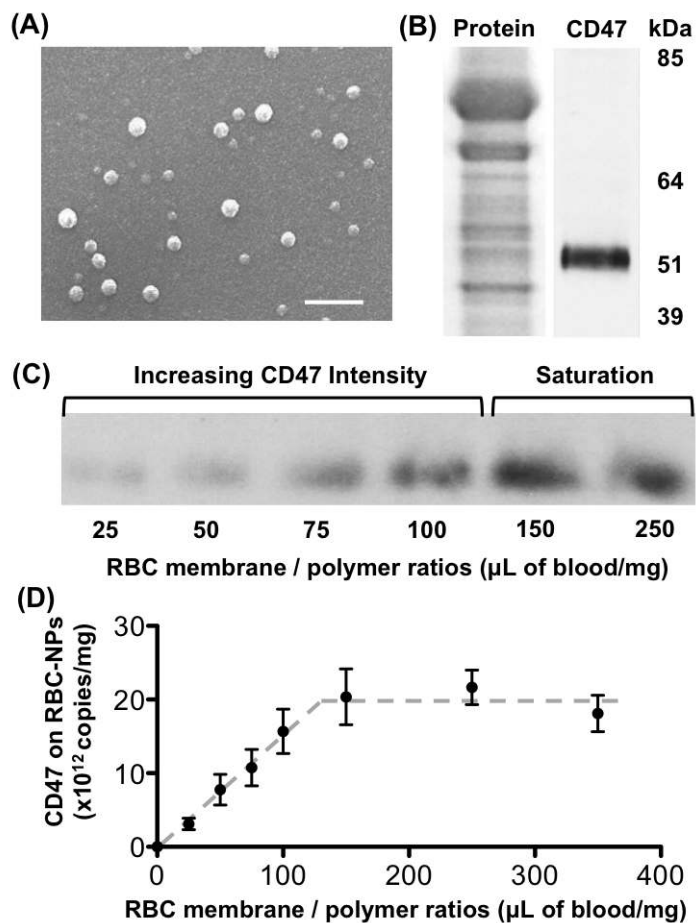 (A)
(B) Protein CD47 kDa
85
64
51
39
(C) Increasing CD47 Intensity Saturation
25 50 75 100 150 250
RBC membrane / polymer ratios (µL of blood/mg)
(D)
CD47 on RBC-NPs
(x10¹² copies/mg)
30
20
10
0
0 100 200 300 400
RBC membrane / polymer ratios (µL of blood/mg)